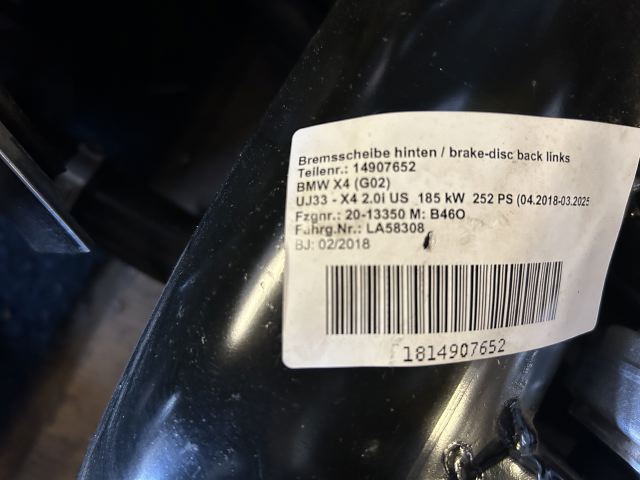 Bremsscheibe hinten / brake-disc back links
Teilenr.: 14907652
BMW X4 (G02)
UJ33 - X4 2.0i US 185 kW 252 PS (04.2018-03.2025
Fzgnr.: 20-13350 M: B46O
Fahrg.Nr.: LA58308
BJ: 02/2018
1814907652